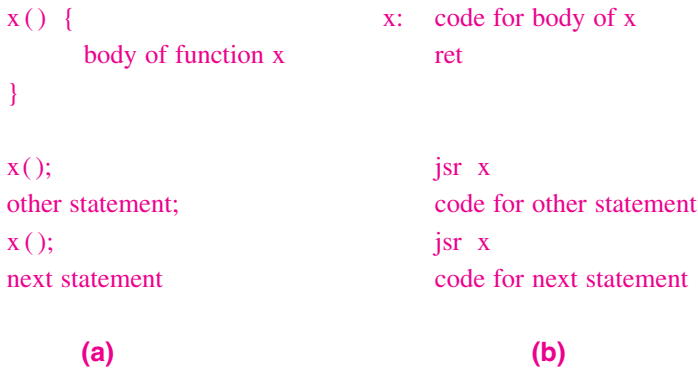 x ( ) { x: code for body of x
body of function x ret
}
x ( ); jsr x
other statement; code for other statement
x ( ); jsr x
next statement code for next statement
(a) (b)